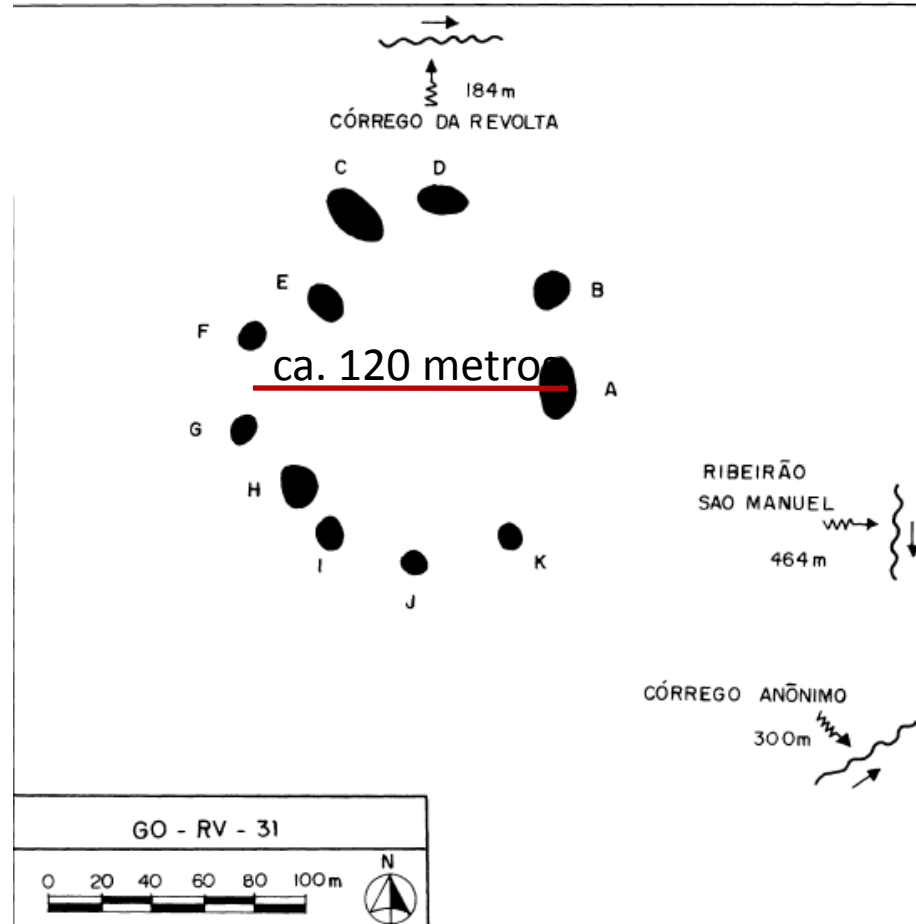 184m
CÓRREGO DA REVOLTA
C
D
E
B
F
ca. 120 metros
A
G
H
RIBEIRÃO
SAO MANUEL
464m
I
K
J
CÓRREGO ANÕNIMO
300m
GO - RV - 31
N
0 20 40 60 80 100m